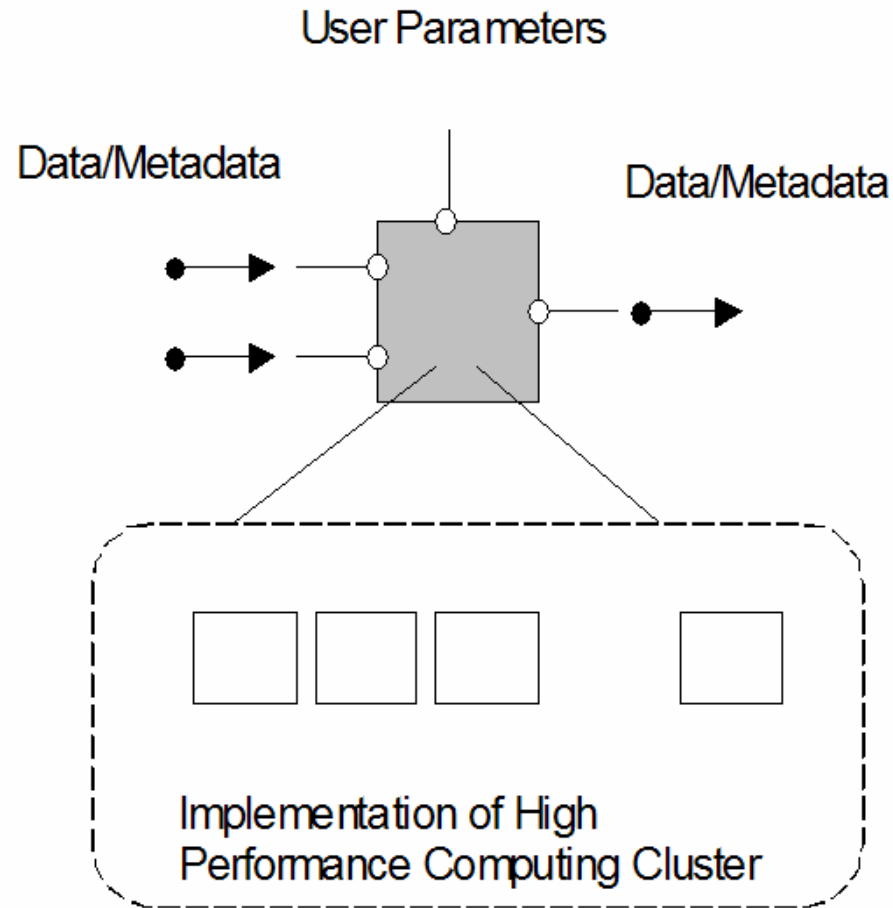 User Parameters
Data/Metadata
Data/Metadata
Implementation of High
Performance Computing Cluster